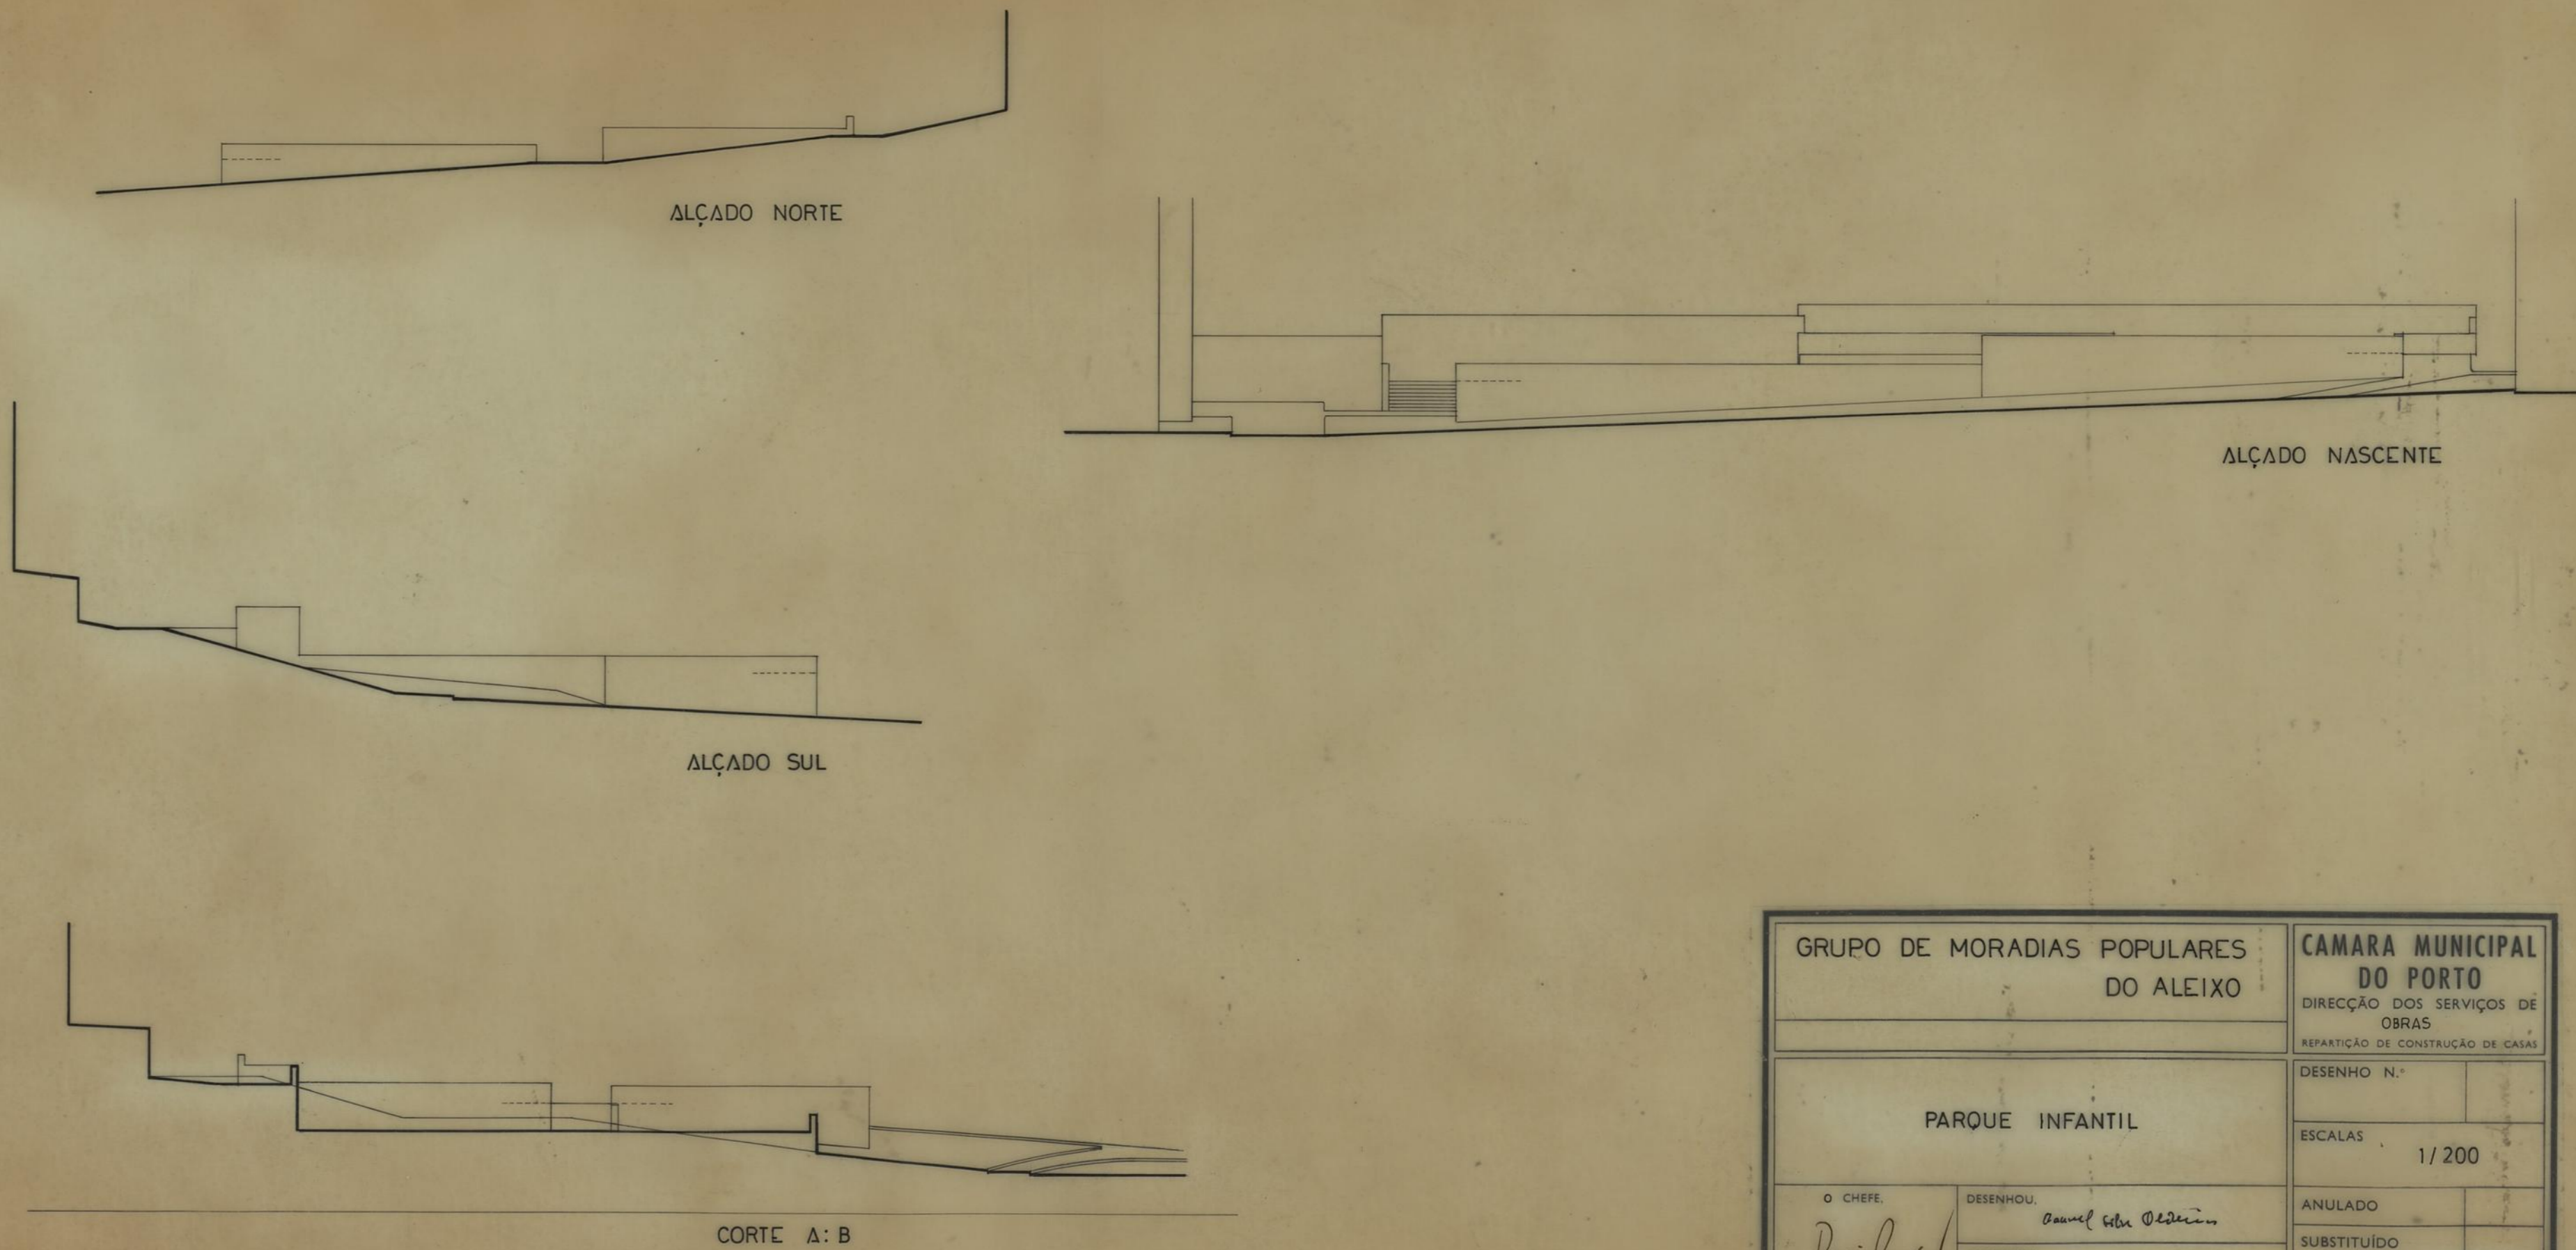 ALÇADO NORTE
ALÇADO NASCENTE
ALÇADO SUL
CORTE A:B
GRUPO DE MORADIAS POPULARES
DO ALEIXO
CAMARA MUNICIPAL
DO PORTO
DIRECÇÃO DOS SERVIÇOS DE
OBRAS
REPARTIÇÃO DE CONSTRUÇÃO DE CASAS
PARQUE INFANTIL
DESENHO N.º
ESCALAS
1/200
O CHEFE,
DESENHOU,
ANULADO
SUBSTITUÍDO